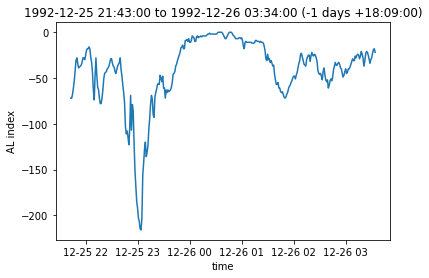 1992-12-25 21:43:00 to 1992-12-26 03:34:00 (-1 days +18:09:00)
0
−50
−100
−150
−200
AL index
12-25 22 12-25 23 12-26 00 12-26 01 12-26 02 12-26 03
time